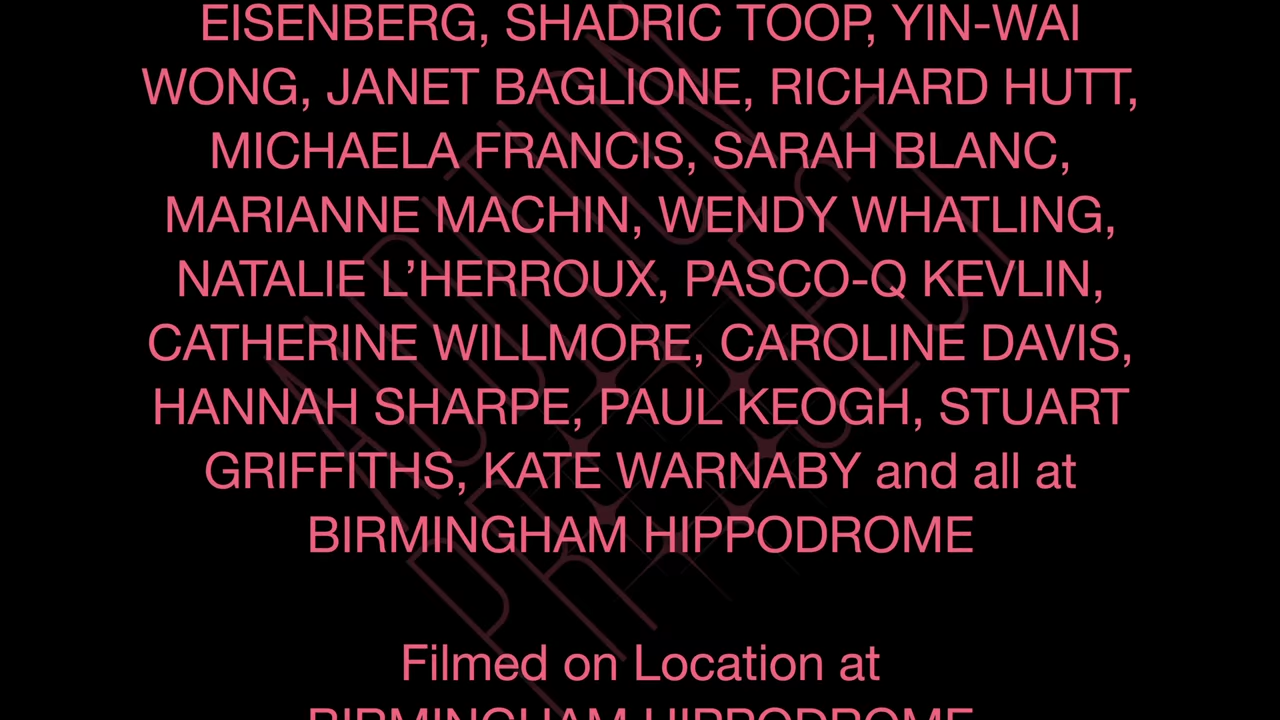 EISENBERG, SHADRIC TOOP, YIN-WAI
WONG, JANET BAGLIONE, RICHARD HUTT,
MICHAELA FRANCIS, SARAH BLANC,
MARIANNE MACHIN, WENDY WHATLING,
NATALIE L’HERROUX, PASCO-Q KEVLIN,
CATHERINE WILLMORE, CAROLINE DAVIS,
HANNAH SHARPE, PAUL KEOGH, STUART
GRIFFITHS, KATE WARNABY and all at
BIRMINGHAM HIPPODROME
Filmed on Location at
BIRMINGHAM HIPPODROME